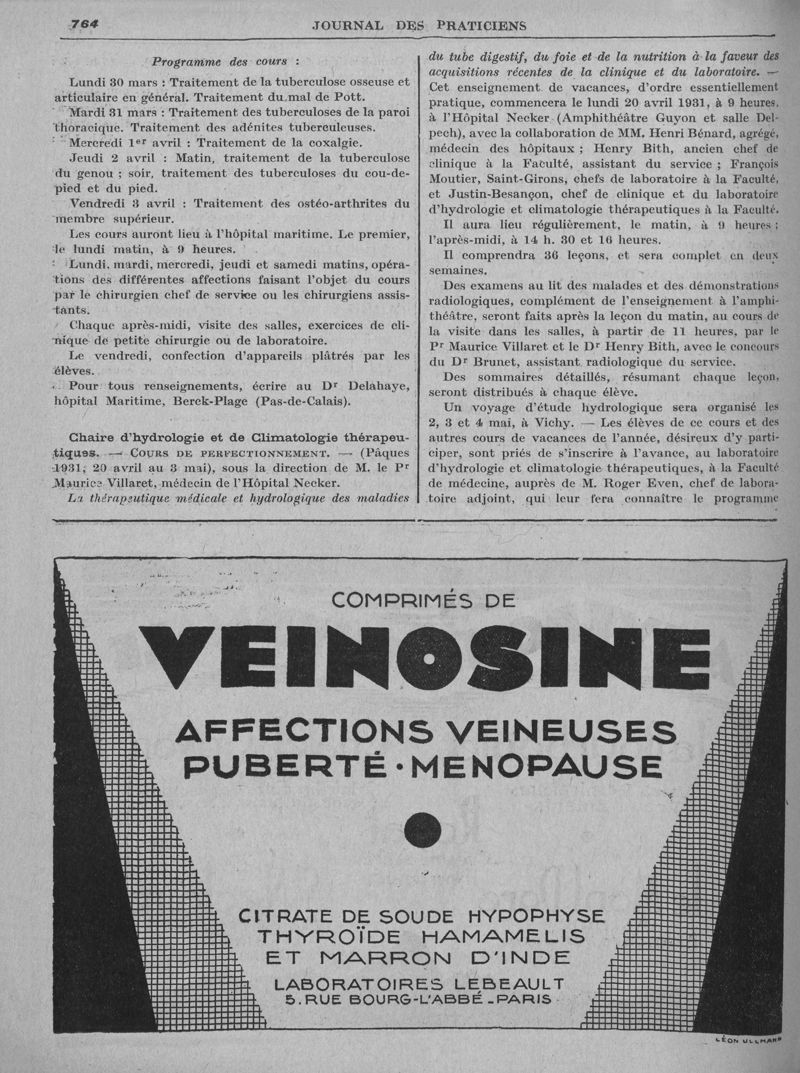 764
JOURNAL DES PRATICIENS
Programme des cours :
Lundi 30 mars : Traitement de la tuberculose osseuse et
articulaire en général. Traitement du mal de Pott.
Mardi 31 mars : Traitement des tuberculoses de la paroi
thoracique. Traitement des adénites tuberculeuses.
Mercredi 1er avril : Traitement de la coxalgie.
Jeudi 2 avril : Matin, traitement de la tuberculose
du genou ; soir, traitement des tuberculoses du cou-de-
pied et du pied.
Vendredi 3 avril : Traitement des ostéo-arthrites du
membre supérieur.
Les cours auront lieu à l'hôpital maritime. Le premier,
le lundi matin, à 9 heures.
Lundi, mardi, mercredi, jeudi et samedi matins, opéra-
tions des différentes affections faisant l'objet du cours
par le chirurgien chef de service ou les chirurgiens assis-
tants.
Chaque après-midi, visite des salles, exercices de cli-
nique de petite chirurgie ou de laboratoire.
Le vendredi, confection d'appareils plâtrés par les
élèves.
Pour tous renseignements, écrire au Dr Delahaye,
hôpital Maritime, Berck-Plage (Pas-de-Calais).
Chaire d'hydrologie et de Climatologie thérapeu-
tiques. — COURS DE PERFECTIONNEMENT. — (Pâques
1931, 20 avril au 3 mai), sous la direction de M. le Pr
Maurice Villaret, médecin de l'Hôpital Necker.
La thérapeutique médicale et hydrologique des maladies
du tube digestif, du foie et de la nutrition à la faveur des
acquisitions récentes de la clinique et du laboratoire. —
Cet enseignement de vacances, d'ordre essentiellement
pratique, commencera le lundi 20 avril 1931, à 9 heures,
à l'Hôpital Necker (Amphithéâtre Guyon et salle Del-
pech), avec la collaboration de MM. Henri Bénard, agrégé,
médecin des hôpitaux ; Henry Bith, ancien chef de
clinique à la Faculté, assistant du service ; François
Moutier, Saint-Girons, chefs de laboratoire à la Faculté,
et Justin-Besançon, chef de clinique et du laboratoire
d'hydrologie et climatologie thérapeutiques à la Faculté.
Il aura lieu régulièrement, le matin, à 9 heures ;
l'après-midi, à 14 h. 30 et 16 heures.
Il comprendra 36 leçons, et sera complet en deux
semaines.
Des examens au lit des malades et des démonstrations
radiologiques, complément de l'enseignement à l'amphi-
théâtre, seront faits après la leçon du matin, au cours de
la visite dans les salles, à partir de 11 heures, par le
Pr Maurice Villaret et le Dr Henry Bith, avec le concours
du Dr Brunet, assistant radiologique du service.
Des sommaires détaillés, résumant chaque leçon,
seront distribués à chaque élève.
Un voyage d'étude hydrologique sera organisé les
2, 3 et 4 mai, à Vichy. — Les élèves de ce cours et des
autres cours de vacances de l'année, désireux d'y parti-
ciper, sont priés de s'inscrire à l'avance, au laboratoire
d'hydrologie et climatologie thérapeutiques, à la Faculté
de médecine, auprès de M. Roger Even, chef de labora-
toire adjoint, qui leur fera connaître le programme
COMPRIMÉS DE
VEINOSINE
AFFECTIONS VEINEUSES
PUBERTÉ · MENOPAUSE
CITRATE DE SOUDE HYPOPHYSE
THYROÏDE HAMAMELIS
ET MARRON D'INDE
LABORATOIRES LEBEAULT
5. RUE BOURG-L'ABBÉ - PARIS
LÉON ULLMANN